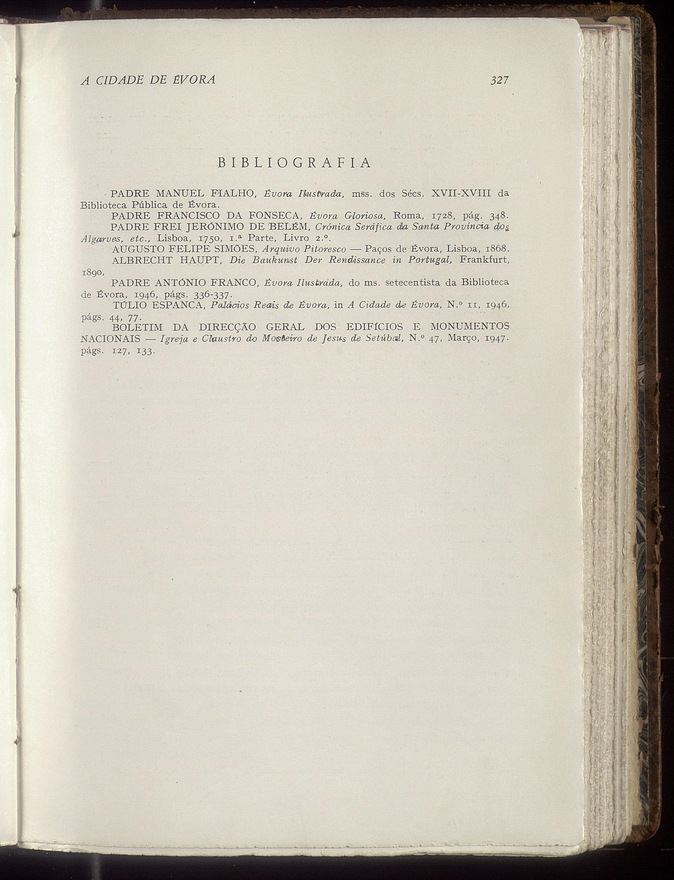 A CIDADE DE ÉVORA 327
BIBLIOGRAFIA
PADRE MANUEL FIALHO, Évora Ilustrada, mss. dos Sécs. XVII-XVIII da
Biblioteca Pública de Évora.
PADRE FRANCISCO DA FONSECA, Évora Gloriosa, Roma, 1728, pág. 348.
PADRE FREI JERÓNIMO DE BELÉM, Crónica Seráfica da Santa Província dos
Algarves, etc., Lisboa, 1750, 1.ª Parte, Livro 2.º.
AUGUSTO FELIPE SIMÕES, Arquivo Pitoresco — Paços de Évora, Lisboa, 1868.
ALBRECHT HAUPT, Die Baukunst Der Rendissance in Portugal, Frankfurt,
1890.
PADRE ANTÓNIO FRANCO, Évora Ilustrada, do ms. setecentista da Biblioteca
de Évora, 1946, págs. 336-337.
TÚLIO ESPANCA, Palácios Reais de Évora, in A Cidade de Évora, N.º 11, 1946,
págs. 44, 77.
BOLETIM DA DIRECÇÃO GERAL DOS EDIFÍCIOS E MONUMENTOS
NACIONAIS — Igreja e Claustro do Mosteiro de Jesus de Setúbal, N.º 47, Março, 1947.
págs. 127, 133.